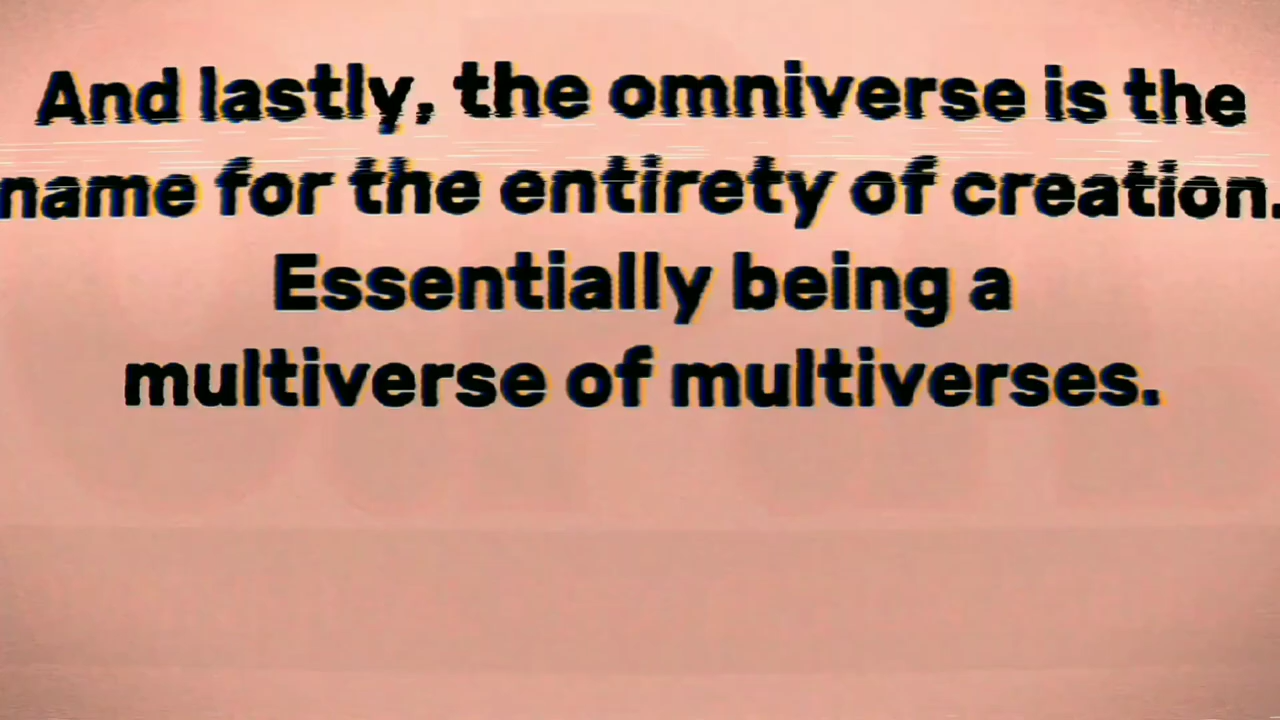 And lastly, the omniverse is the
name for the entirety of creation.
Essentially being a
multiverse of multiverses.